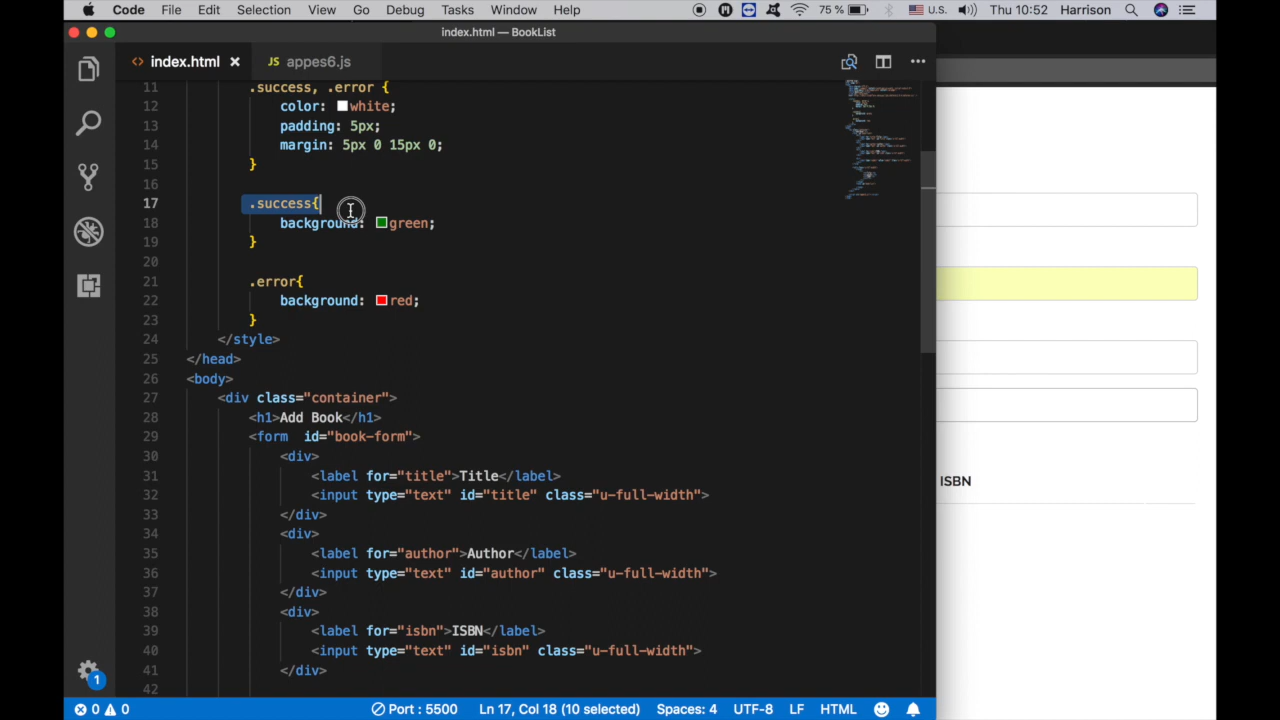 Code File Edit Selection View Go Debug Tasks Window Help 75 % U.S. Thu 10:52 Harrison
index.html — BookList
<> index.html × JS appes6.js
11 .success, .error {
12 color: white;
13 padding: 5px;
14 margin: 5px 0 15px 0;
15 }
16
17 .success{
18 background: green;
19 }
20
21 .error{
22 background: red;
23 }
24 </style>
25 </head>
26 <body>
27 <div class="container">
28 <h1>Add Book</h1>
29 <form  id="book-form">
30 <div>
31 <label for="title">Title</label>
32 <input type="text" id="title" class="u-full-width">
33 </div>
34 <div>
35 <label for="author">Author</label>
36 <input type="text" id="author" class="u-full-width">
37 </div>
38 <div>
39 <label for="isbn">ISBN</label>
40 <input type="text" id="isbn" class="u-full-width">
41 </div>
42
ISBN
1
0 0 Port : 5500 Ln 17, Col 18 (10 selected) Spaces: 4 UTF-8 LF HTML